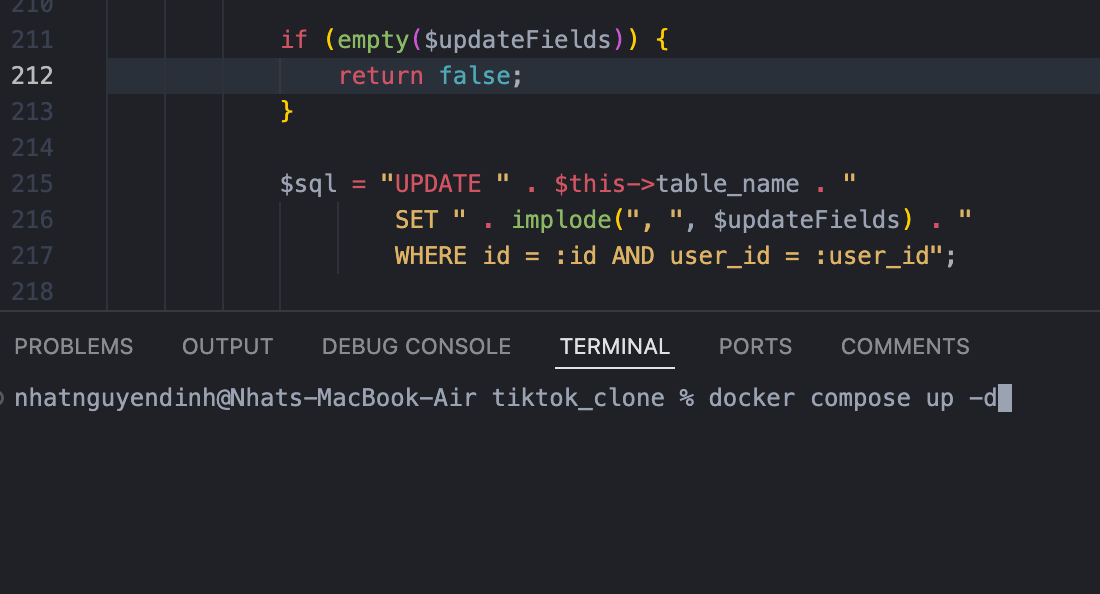 210
211 if (empty($updateFields)) {
212 return false;
213 }
214
215 $sql = "UPDATE " . $this->table_name . "
216 SET " . implode(", ", $updateFields) . "
217 WHERE id = :id AND user_id = :user_id";
218
PROBLEMS OUTPUT DEBUG CONSOLE TERMINAL PORTS COMMENTS
nhatnguyendinh@Nhats-MacBook-Air tiktok_clone % docker compose up -d